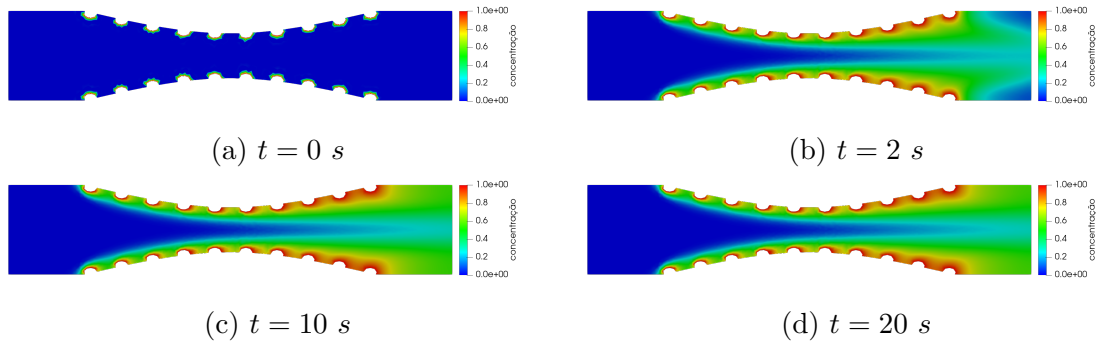 1.0e+00
0.8
0.6
0.4
0.2
0.0e+00
concentração
(a) t = 0 s
1.0e+00
0.8
0.6
0.4
0.2
0.0e+00
concentração
(b) t = 2 s
1.0e+00
0.8
0.6
0.4
0.2
0.0e+00
concentração
(c) t = 10 s
1.0e+00
0.8
0.6
0.4
0.2
0.0e+00
concentração
(d) t = 20 s